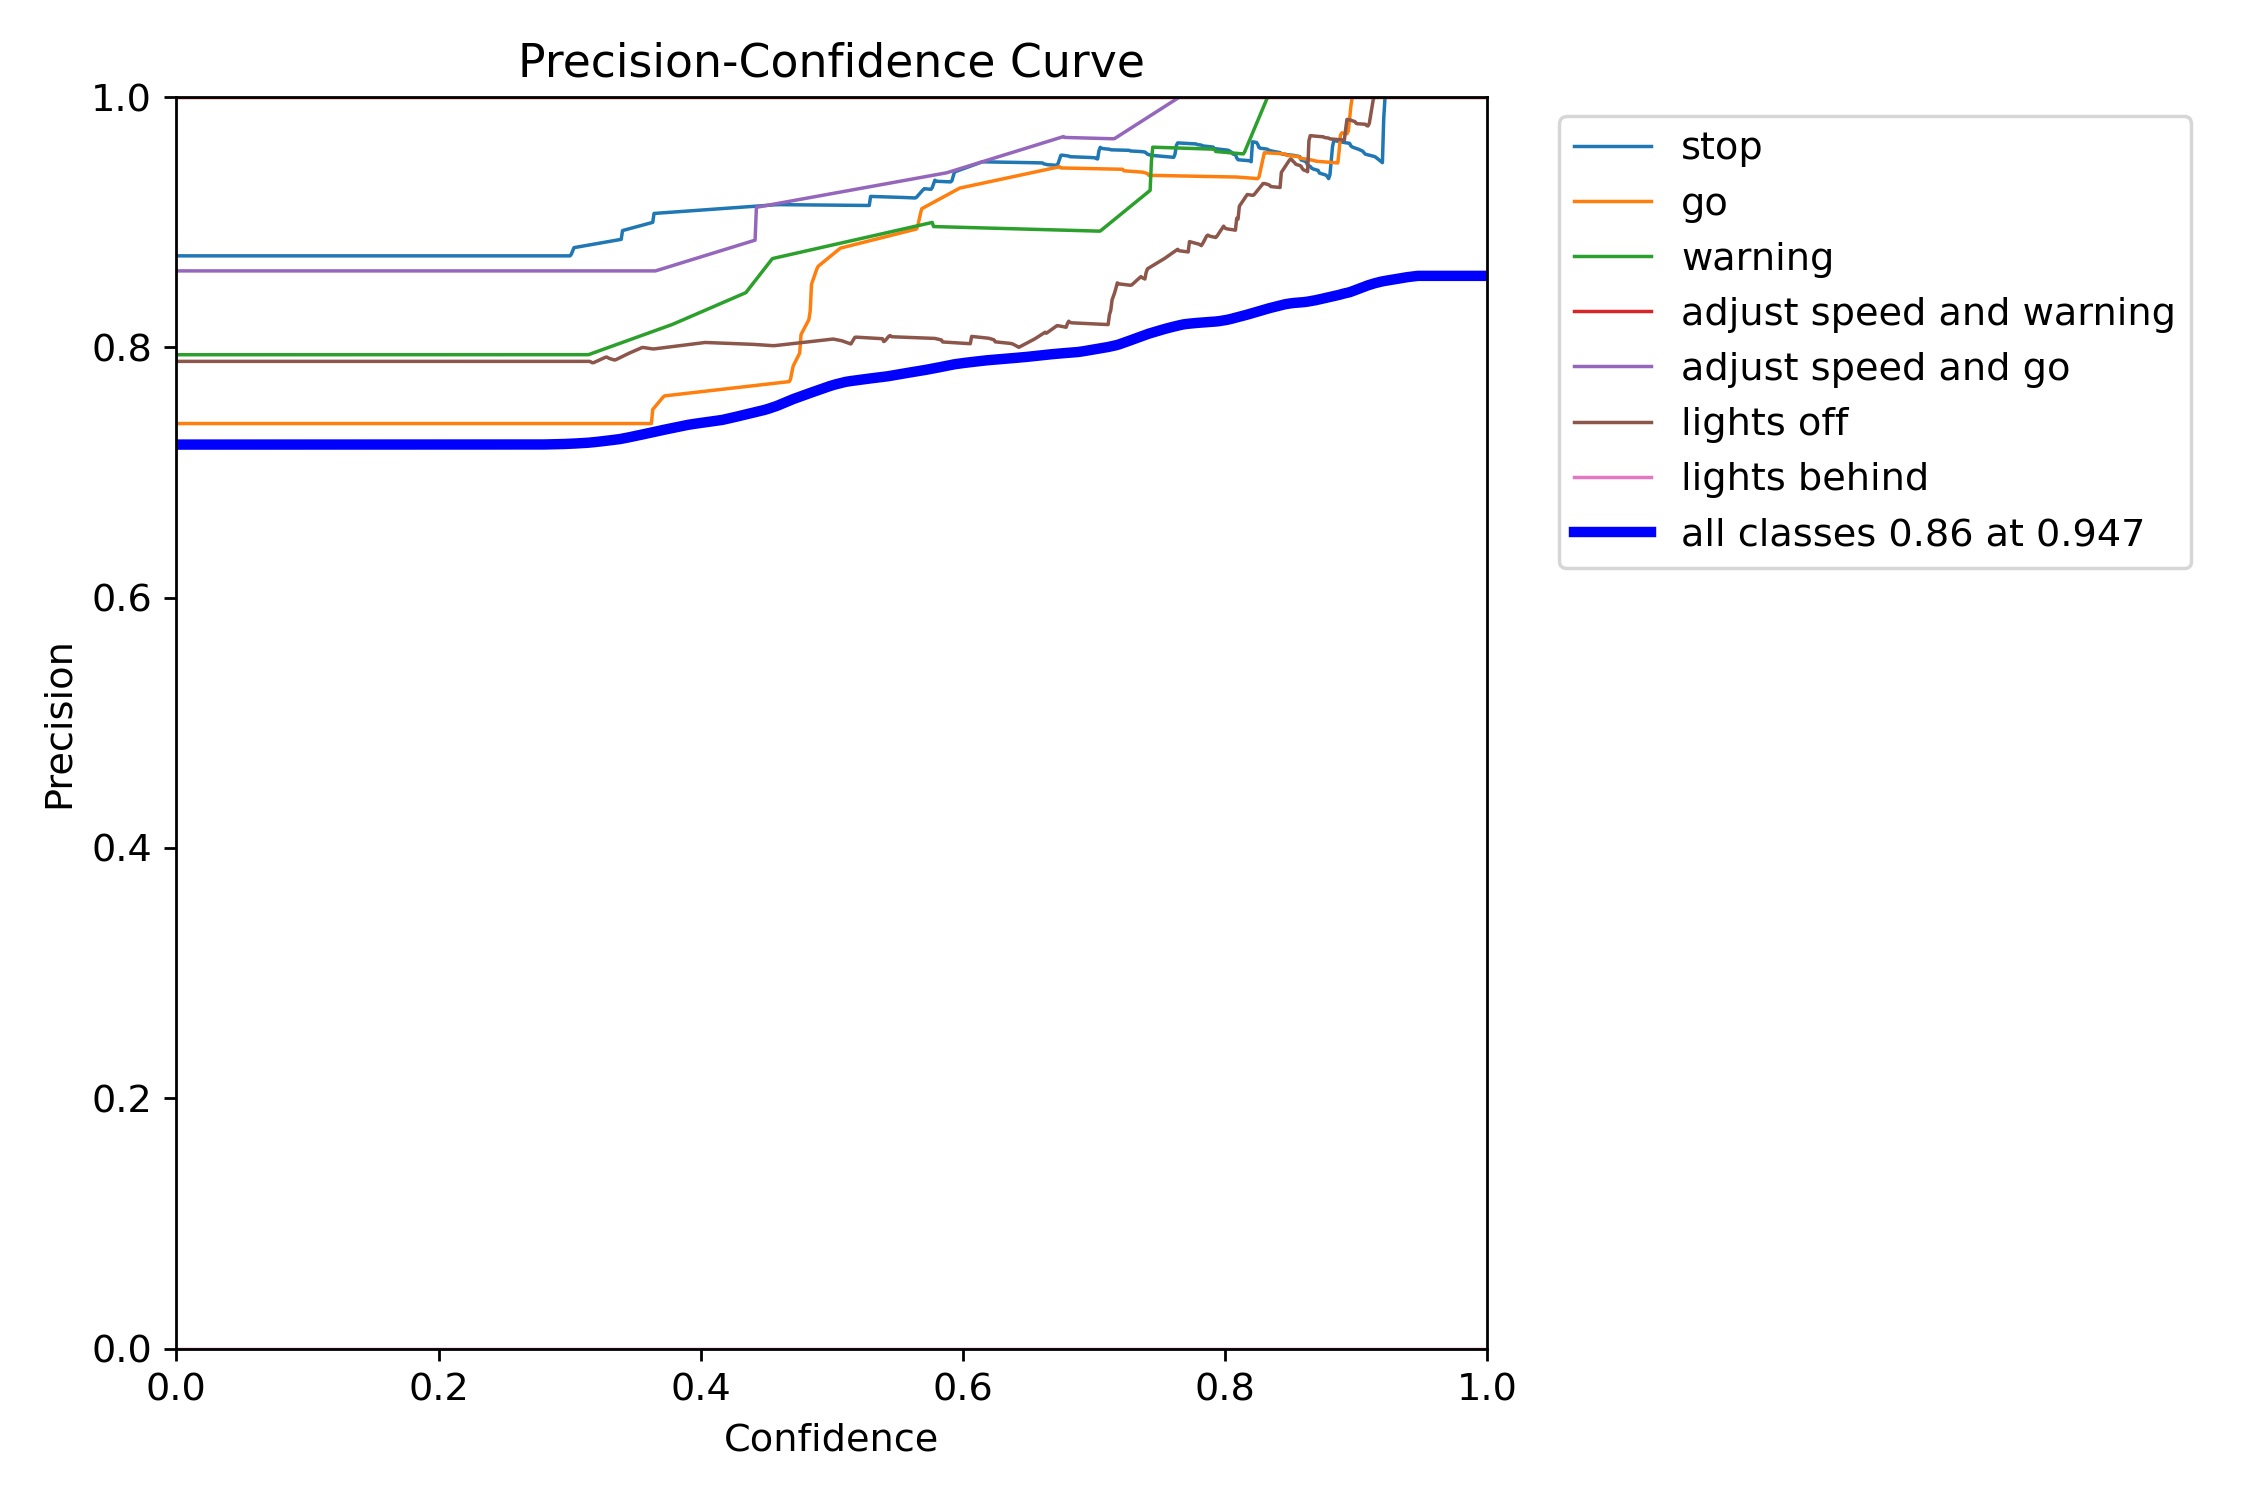 Precision-Confidence Curve
1.0
0.8
0.6
0.4
0.2
0.0
Precision
0.0 0.2 0.4 0.6 0.8 1.0
Confidence
stop
go
warning
adjust speed and warning
adjust speed and go
lights off
lights behind
all classes 0.86 at 0.947